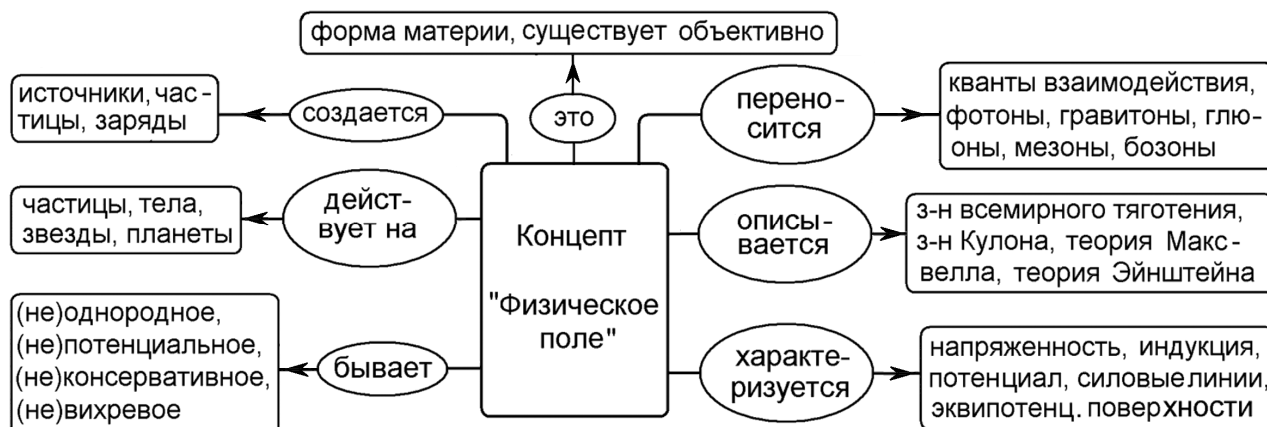 форма материи, существует объективно
источники, час-
тицы, заряды
создается
это
перено-
сится
кванты взаимодействия,
фотоны, гравитоны, глю-
оны, мезоны, бозоны
частицы, тела,
звезды, планеты
дейст-
вует на
Концепт
"Физическое
поле"
описы-
вается
з-н всемирного тяготения,
з-н Кулона, теория Макс-
велла, теория Эйнштейна
(не)однородное,
(не)потенциальное,
(не)консервативное,
(не)вихревое
бывает
характе-
ризуется
напряженность, индукция,
потенциал, силовые линии,
эквипотенц. поверхности